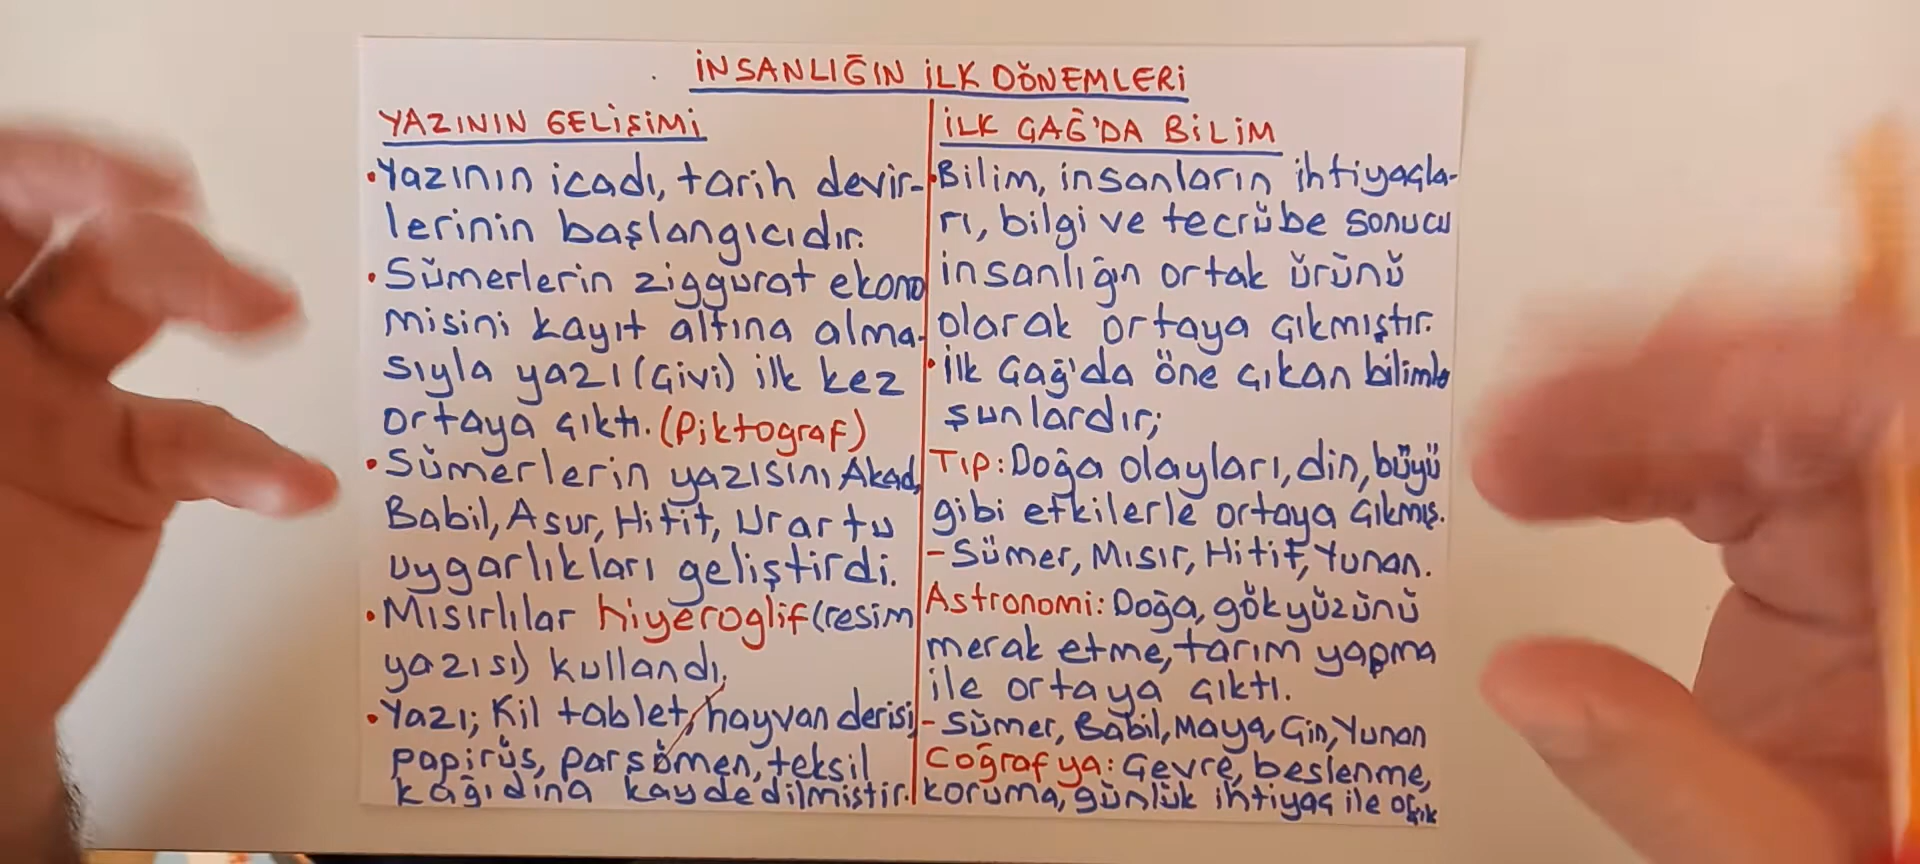 İNSANLIĞIN İLK DÖNEMLERİ
YAZININ GELİŞİMİ
• Yazının icadı, tarih devir-
lerinin başlangıcıdır.
• Sümerlerin ziggurat ekono
misini kayıt altına alma-
sıyla yazı (çivi) ilk kez
ortaya çıktı. (Piktograf)
• Sümerlerin yazısını Akad,
Babil, Asur, Hitit, Urartu
uygarlıkları geliştirdi.
• Mısırlılar hiyeroglif (resim
yazısı) kullandı.
• Yazı; Kil tablet, hayvan derisi,
papirüs, parşömen, teksil
kağıdına kaydedilmiştir.
İLK ÇAĞ'DA BİLİM
• Bilim, insanların ihtiyaçla-
rı, bilgi ve tecrübe sonucu
insanlığın ortak ürünü
olarak ortaya çıkmıştır.
• İlk Çağ'da öne çıkan
şunlardır;
Tıp: Doğa olayları, din, büyü
gibi etkilerle ortaya çıkmış.
- Sümer, Mısır, Hitit, Yunan.
Astronomi: Doğa, gökyüzünü
merak etme, tarım yapma
ile ortaya çıktı.
- Sümer, Babil, Maya, Çin, Yunan
Coğrafya: Çevre, beslenme,
koruma, günlük ihtiyaç ile